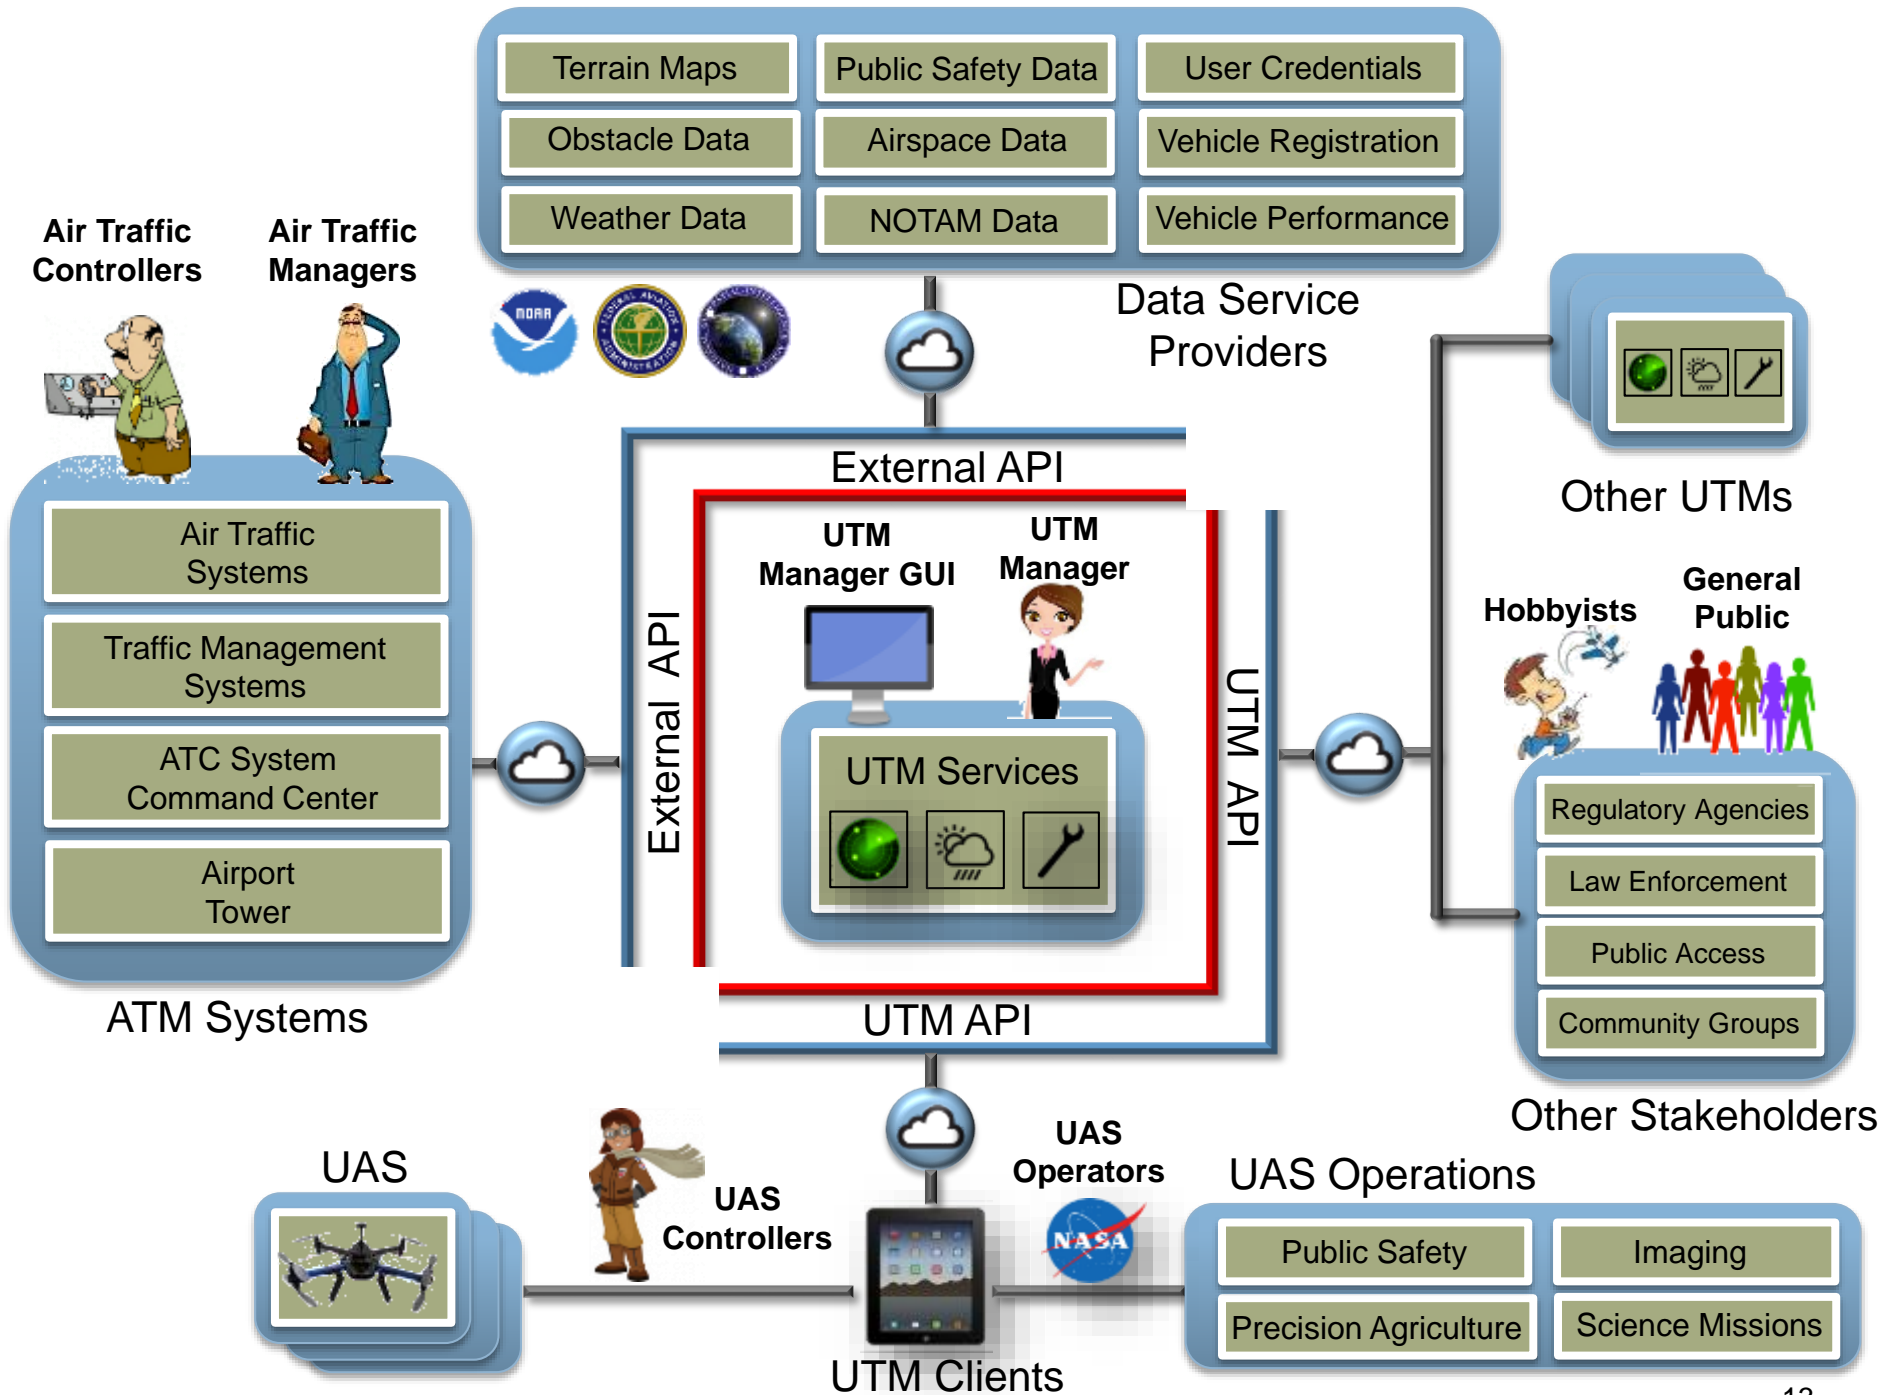 Terrain Maps
Public Safety Data
User Credentials
Obstacle Data
Airspace Data
Vehicle Registration
Weather Data
NOTAM Data
Vehicle Performance
Data Service
Providers
NOAA
FEDERAL AVIATION
ADMINISTRATION
Air Traffic
Controllers
Air Traffic
Managers
Air Traffic
Systems
Traffic Management
Systems
ATC System
Command Center
Airport
Tower
ATM Systems
External API
External API
UTM
Manager GUI
UTM
Manager
UTM Services
UTM API
UTM API
Other UTMs
Hobbyists
General
Public
Regulatory Agencies
Law Enforcement
Public Access
Community Groups
Other Stakeholders
UAS
UAS
Controllers
UAS
Operators
NASA
UTM Clients
UAS Operations
Public Safety
Imaging
Precision Agriculture
Science Missions